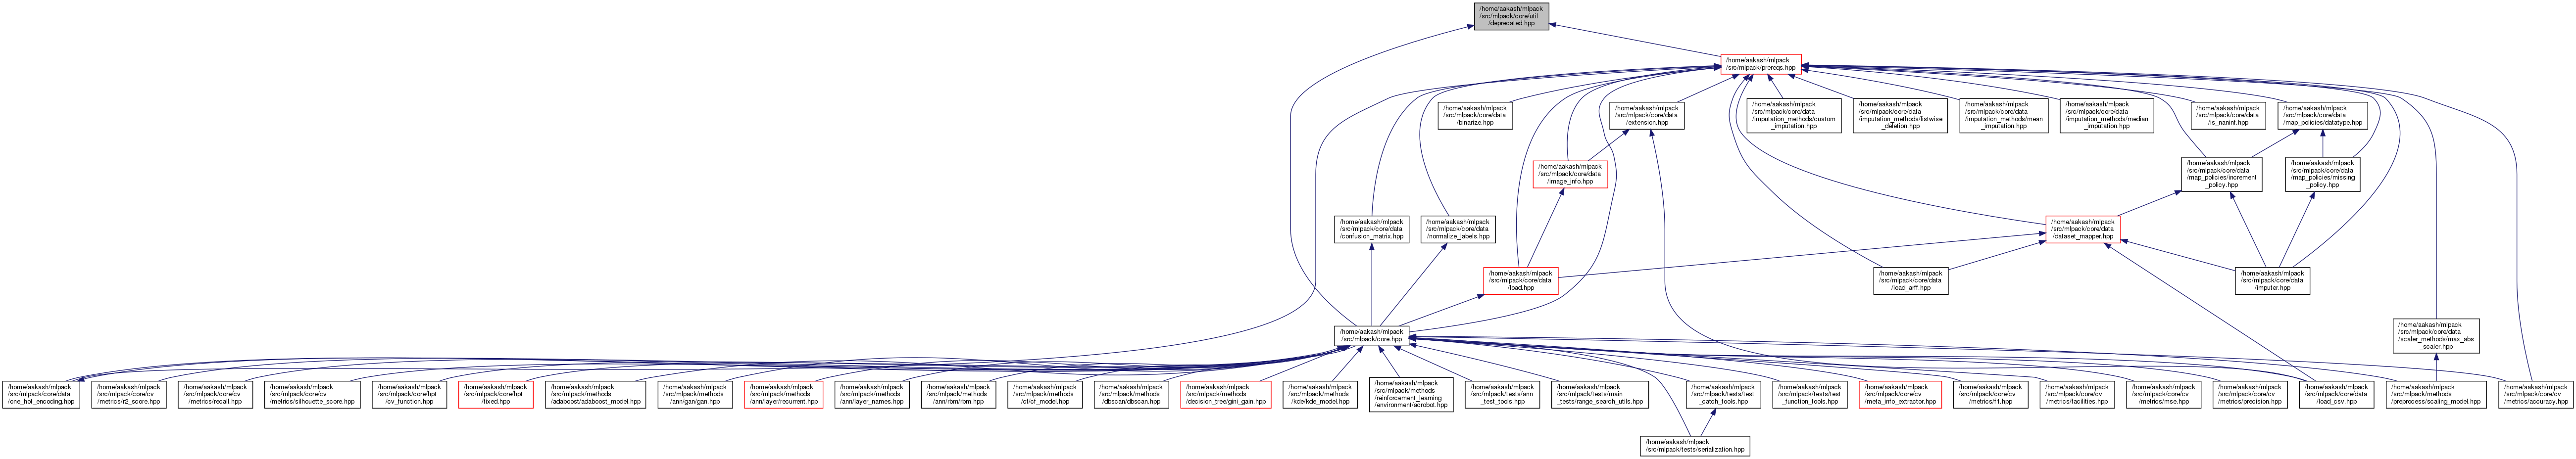 /home/aakash/mlpack
/src/mlpack/core/util
/deprecated.hpp
/home/aakash/mlpack
/src/mlpack/prereqs.hpp
/home/aakash/mlpack
/src/mlpack/core/data
/binarize.hpp
/home/aakash/mlpack
/src/mlpack/core/data
/extension.hpp
/home/aakash/mlpack
/src/mlpack/core/data
/imputation_methods/custom
_imputation.hpp
/home/aakash/mlpack
/src/mlpack/core/data
/imputation_methods/listwise
_deletion.hpp
/home/aakash/mlpack
/src/mlpack/core/data
/imputation_methods/mean
_imputation.hpp
/home/aakash/mlpack
/src/mlpack/core/data
/imputation_methods/median
_imputation.hpp
/home/aakash/mlpack
/src/mlpack/core/data
/is_naninf.hpp
/home/aakash/mlpack
/src/mlpack/core/data
/map_policies/datatype.hpp
/home/aakash/mlpack
/src/mlpack/core/data
/image_info.hpp
/home/aakash/mlpack
/src/mlpack/core/data
/map_policies/increment
_policy.hpp
/home/aakash/mlpack
/src/mlpack/core/data
/map_policies/missing
_policy.hpp
/home/aakash/mlpack
/src/mlpack/core/data
/confusion_matrix.hpp
/home/aakash/mlpack
/src/mlpack/core/data
/normalize_labels.hpp
/home/aakash/mlpack
/src/mlpack/core/data
/dataset_mapper.hpp
/home/aakash/mlpack
/src/mlpack/core/data
/load.hpp
/home/aakash/mlpack
/src/mlpack/core/data
/load_arff.hpp
/home/aakash/mlpack
/src/mlpack/core/data
/imputer.hpp
/home/aakash/mlpack
/src/mlpack/core.hpp
/home/aakash/mlpack
/src/mlpack/core/data
/scaler_methods/max_abs
_scaler.hpp
/home/aakash/mlpack
/src/mlpack/core/data
/one_hot_encoding.hpp
/home/aakash/mlpack
/src/mlpack/core/cv
/metrics/r2_score.hpp
/home/aakash/mlpack
/src/mlpack/core/cv
/metrics/recall.hpp
/home/aakash/mlpack
/src/mlpack/core/cv
/metrics/silhouette_score.hpp
/home/aakash/mlpack
/src/mlpack/core/hpt
/cv_function.hpp
/home/aakash/mlpack
/src/mlpack/core/hpt
/fixed.hpp
/home/aakash/mlpack
/src/mlpack/methods
/adaboost/adaboost_model.hpp
/home/aakash/mlpack
/src/mlpack/methods
/ann/gan/gan.hpp
/home/aakash/mlpack
/src/mlpack/methods
/ann/layer/recurrent.hpp
/home/aakash/mlpack
/src/mlpack/methods
/ann/layer_names.hpp
/home/aakash/mlpack
/src/mlpack/methods
/ann/rbm/rbm.hpp
/home/aakash/mlpack
/src/mlpack/methods
/cf/cf_model.hpp
/home/aakash/mlpack
/src/mlpack/methods
/dbscan/dbscan.hpp
/home/aakash/mlpack
/src/mlpack/methods
/decision_tree/gini_gain.hpp
/home/aakash/mlpack
/src/mlpack/methods
/kde/kde_model.hpp
/home/aakash/mlpack
/src/mlpack/methods
/reinforcement_learning
/environment/acrobot.hpp
/home/aakash/mlpack
/src/mlpack/tests/ann
_test_tools.hpp
/home/aakash/mlpack
/src/mlpack/tests/main
_tests/range_search_utils.hpp
/home/aakash/mlpack
/src/mlpack/tests/test
_catch_tools.hpp
/home/aakash/mlpack
/src/mlpack/tests/test
_function_tools.hpp
/home/aakash/mlpack
/src/mlpack/core/cv
/meta_info_extractor.hpp
/home/aakash/mlpack
/src/mlpack/core/cv
/metrics/f1.hpp
/home/aakash/mlpack
/src/mlpack/core/cv
/metrics/facilities.hpp
/home/aakash/mlpack
/src/mlpack/core/cv
/metrics/mse.hpp
/home/aakash/mlpack
/src/mlpack/core/cv
/metrics/precision.hpp
/home/aakash/mlpack
/src/mlpack/core/data
/load_csv.hpp
/home/aakash/mlpack
/src/mlpack/methods
/preprocess/scaling_model.hpp
/home/aakash/mlpack
/src/mlpack/core/cv
/metrics/accuracy.hpp
/home/aakash/mlpack
/src/mlpack/tests/serialization.hpp